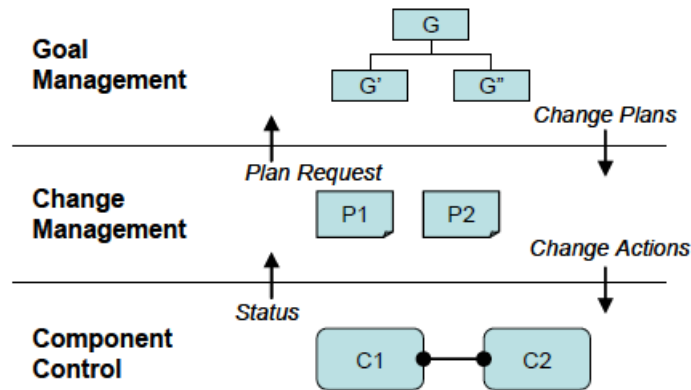 Goal
Management
G
G' G"
Change Plans
Plan Request
Change
Management
P1 P2
Change Actions
Status
Component
Control
C1 C2